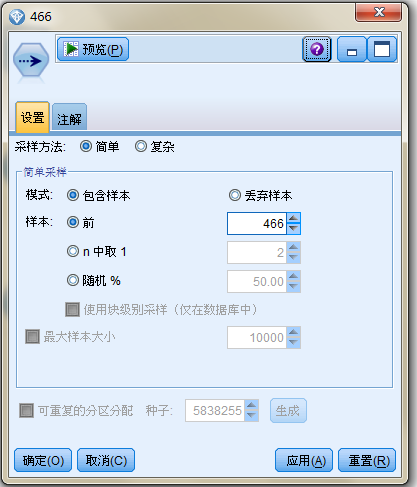 466
预览(P)
?
设置 注解
采样方法: 简单 复杂
简单采样
模式: 包含样本 丢弃样本
样本: 前 466
n 中取 1 2
随机 % 50.00
使用块级别采样（仅在数据库中）
最大样本大小 10000
可重复的分区分配 种子: 5838255 生成
确定(O) 取消(C) 应用(A) 重置(R)